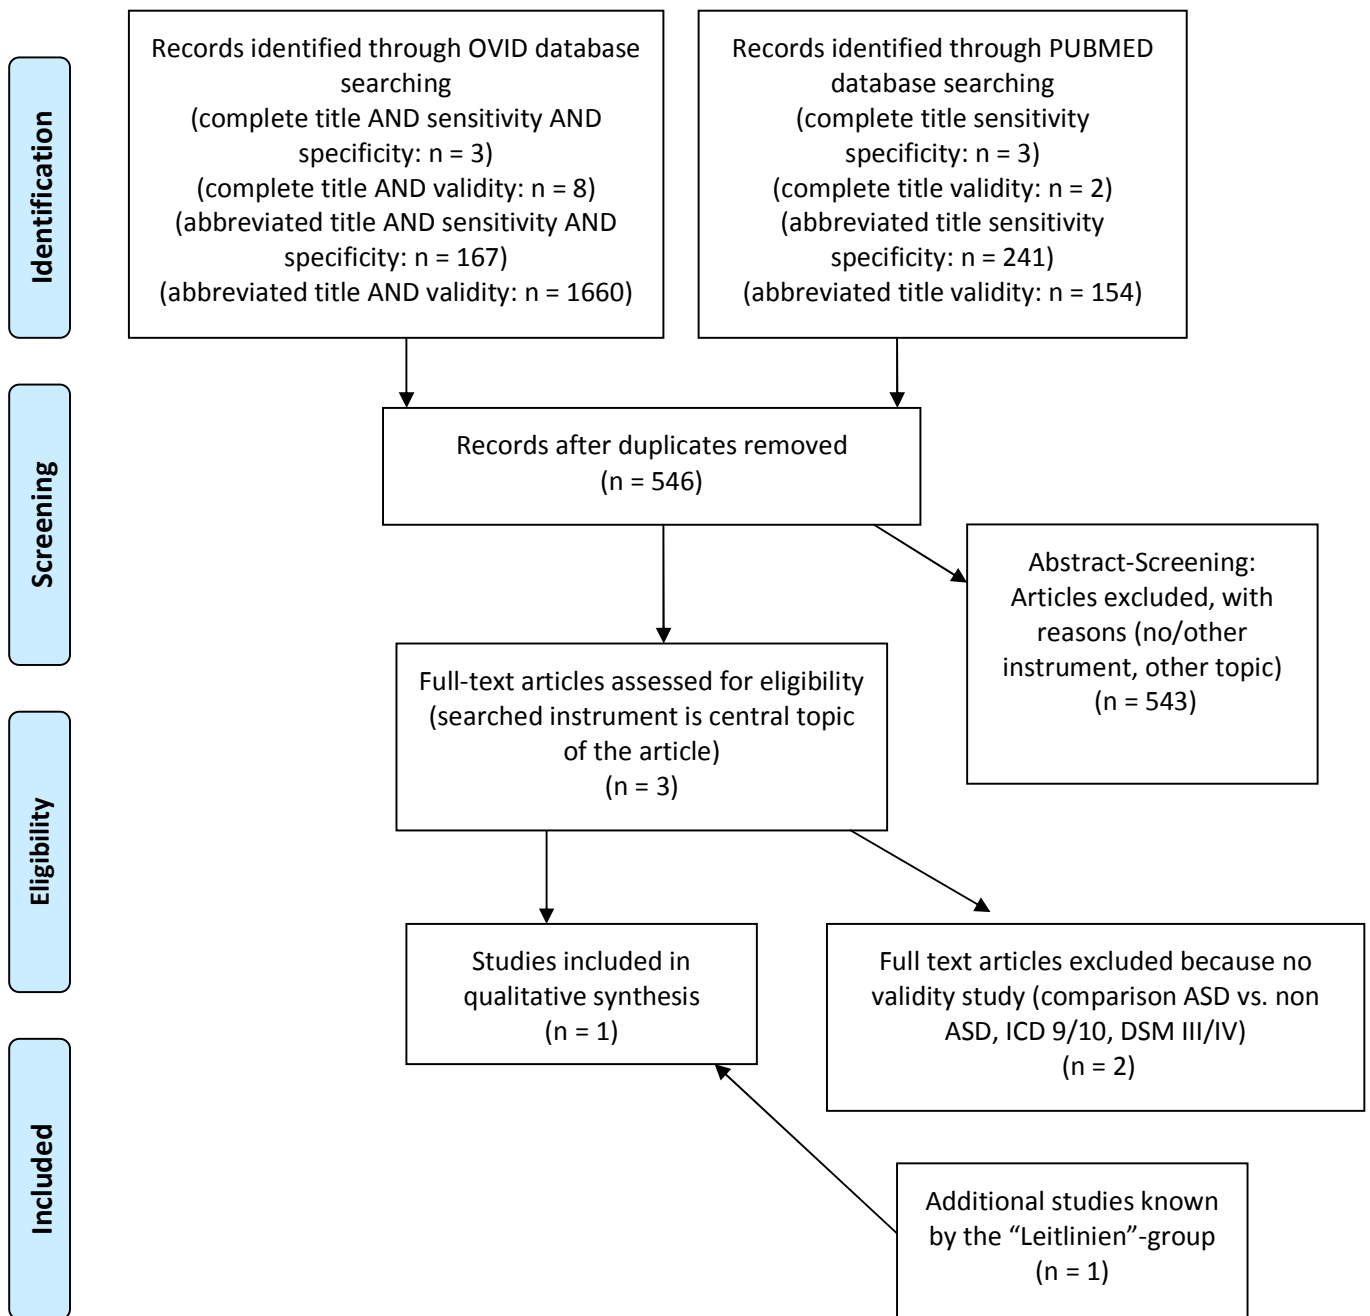 Identification
Records identified through OVID database
searching
(complete title AND sensitivity AND
specificity: n = 3)
(complete title AND validity: n = 8)
(abbreviated title AND sensitivity AND
specificity: n = 167)
(abbreviated title AND validity: n = 1660)
Records identified through PUBMED
database searching
(complete title sensitivity
specificity: n = 3)
(complete title validity: n = 2)
(abbreviated title sensitivity
specificity: n = 241)
(abbreviated title validity: n = 154)
Screening
Records after duplicates removed
(n = 546)
Abstract-Screening:
Articles excluded, with
reasons (no/other
instrument, other topic)
(n = 543)
Eligibility
Full-text articles assessed for eligibility
(searched instrument is central topic
of the article)
(n = 3)
Studies included in
qualitative synthesis
(n = 1)
Full text articles excluded because no
validity study (comparison ASD vs. non
ASD, ICD 9/10, DSM III/IV)
(n = 2)
Included
Additional studies known
by the “Leitlinien”-group
(n = 1)